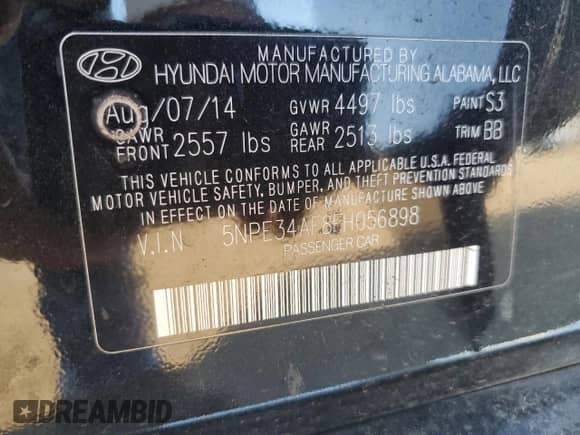 MANUFACTURED BY
HYUNDAI MOTOR MANUFACTURING ALABAMA, LLC
Aug/07/14 GVWR 4497 lbs PAINT S3
GAWR FRONT 2557 lbs GAWR REAR 2513 lbs TRIM BB
THIS VEHICLE CONFORMS TO ALL APPLICABLE U.S.A. FEDERAL
MOTOR VEHICLE SAFETY, BUMPER, AND THEFT PREVENTION STANDARDS
IN EFFECT ON THE DATE OF MANUFACTURE SHOWN ABOVE
V.I.N 5NPE34AF8FH056898
PASSENGER CAR
DREAMBID